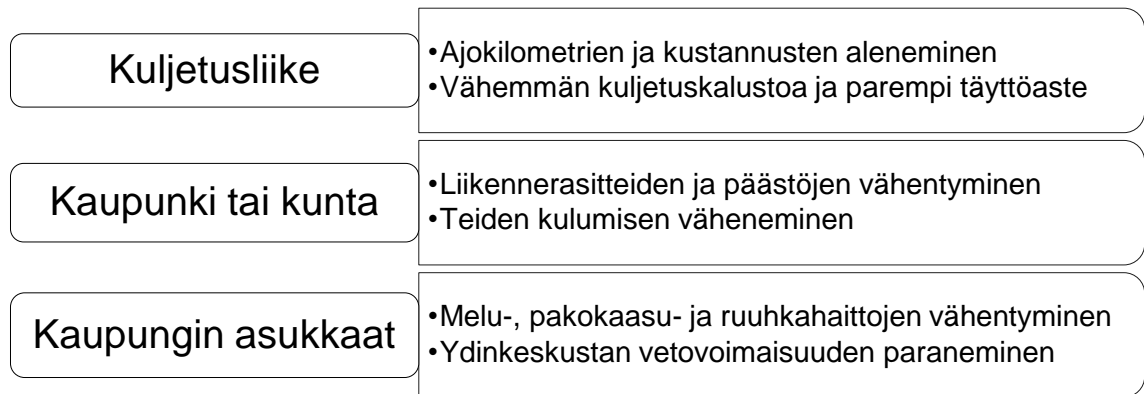 Kuljetusliike
•Ajokilometrien ja kustannusten aleneminen
•Vähemmän kuljetuskalustoa ja parempi täyttöaste
Kaupunki tai kunta
•Liikennerasitteiden ja päästöjen vähentyminen
•Teiden kulumisen väheneminen
Kaupungin asukkaat
•Melu-, pakokaasu- ja ruuhkahaittojen vähentyminen
•Ydinkeskustan vetovoimaisuuden paraneminen